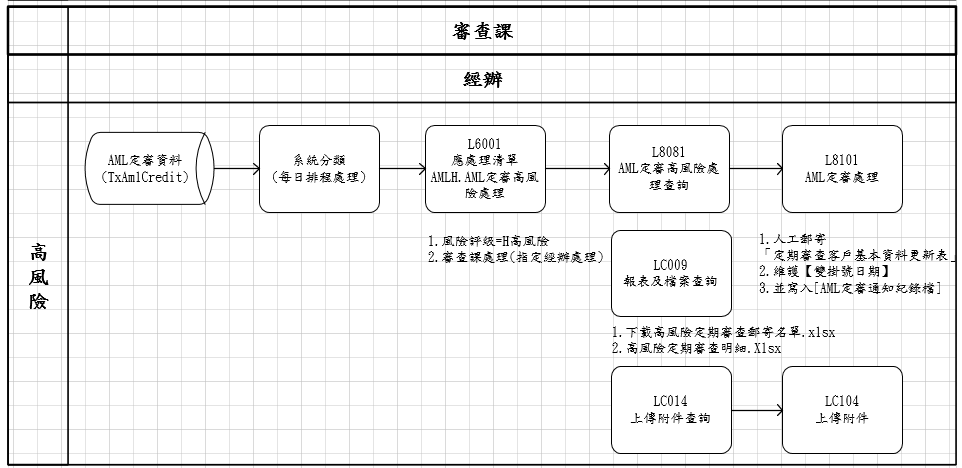 審查課
經辦
高風險
AML定審資料
(TxAmlCredit)
系統分類
(每日排程處理)
L6001
應處理清單
AMLH.AML定審高風
險處理
L8081
AML定審高風險處
理查詢
L8101
AML定審處理
1.風險評級=H高風險
2.審查課處理(指定經辦處理)
LC009
報表及檔案查詢
1.人工郵寄
「定期審查客戶基本資料更新表」
2.維護【雙掛號日期】
3.並寫入[AML定審通知紀錄檔]
1.下載高風險定期審查郵寄名單.xlsx
2.高風險定期審查明細.Xlsx
LC014
上傳附件查詢
LC104
上傳附件